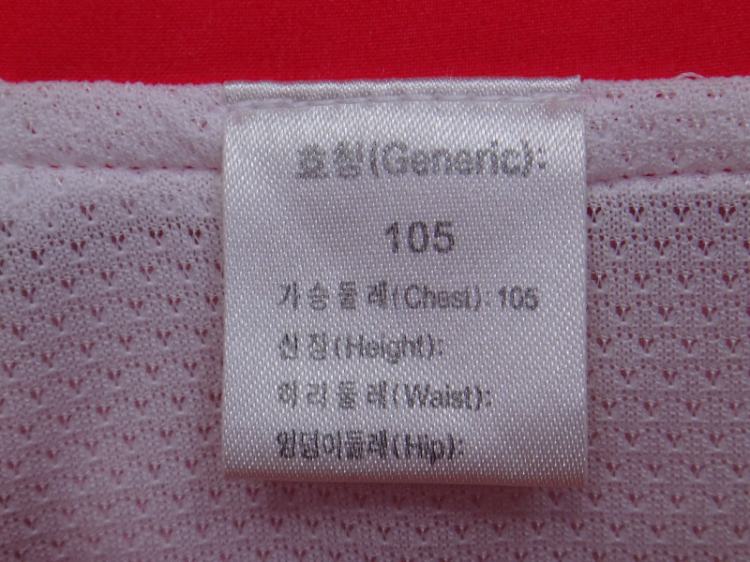 호칭(Generic):
105
가슴둘레(Chest): 105
신장(Height):
허리둘레(Waist):
엉덩이둘레(Hip):